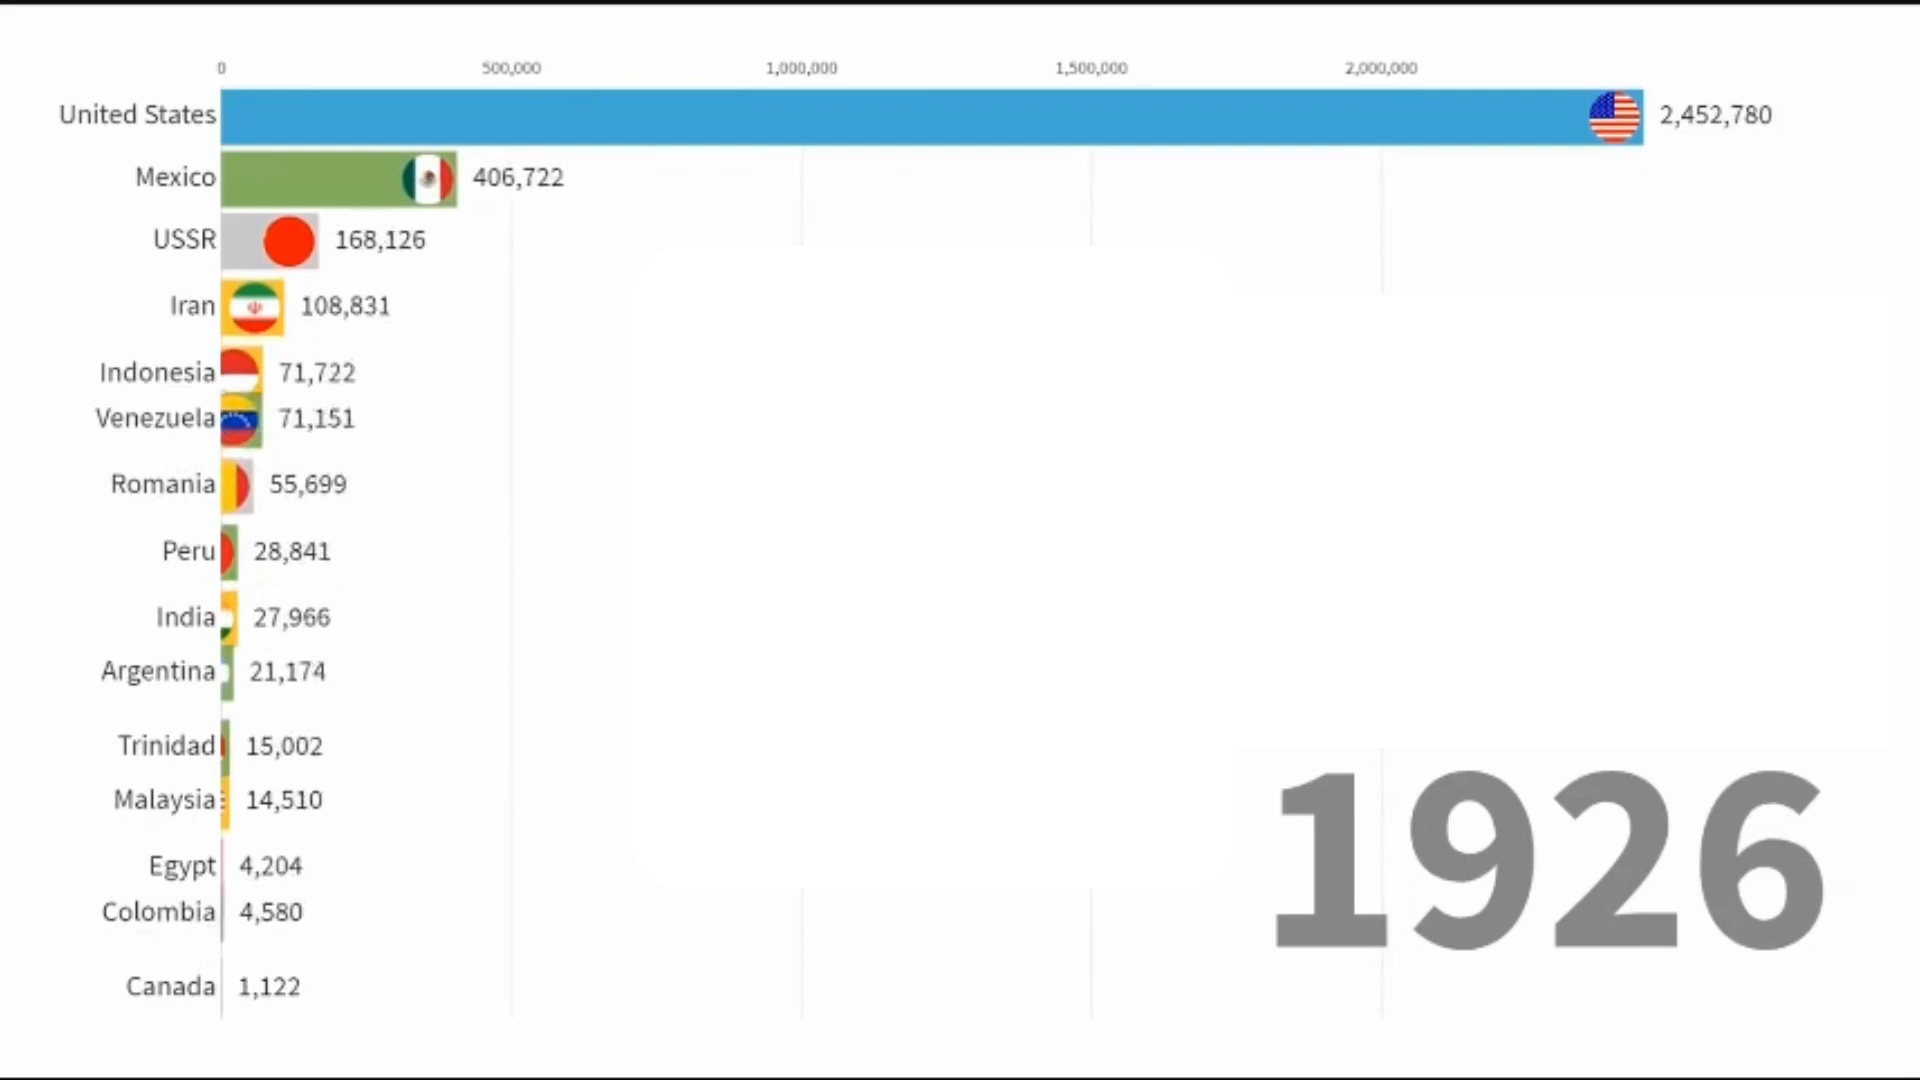 0 500,000 1,000,000 1,500,000 2,000,000
United States 2,452,780
Mexico 406,722
USSR 168,126
Iran 108,831
Indonesia 71,722
Venezuela 71,151
Romania 55,699
Peru 28,841
India 27,966
Argentina 21,174
Trinidad 15,002
Malaysia 14,510
Egypt 4,204
Colombia 4,580
Canada 1,122
1926